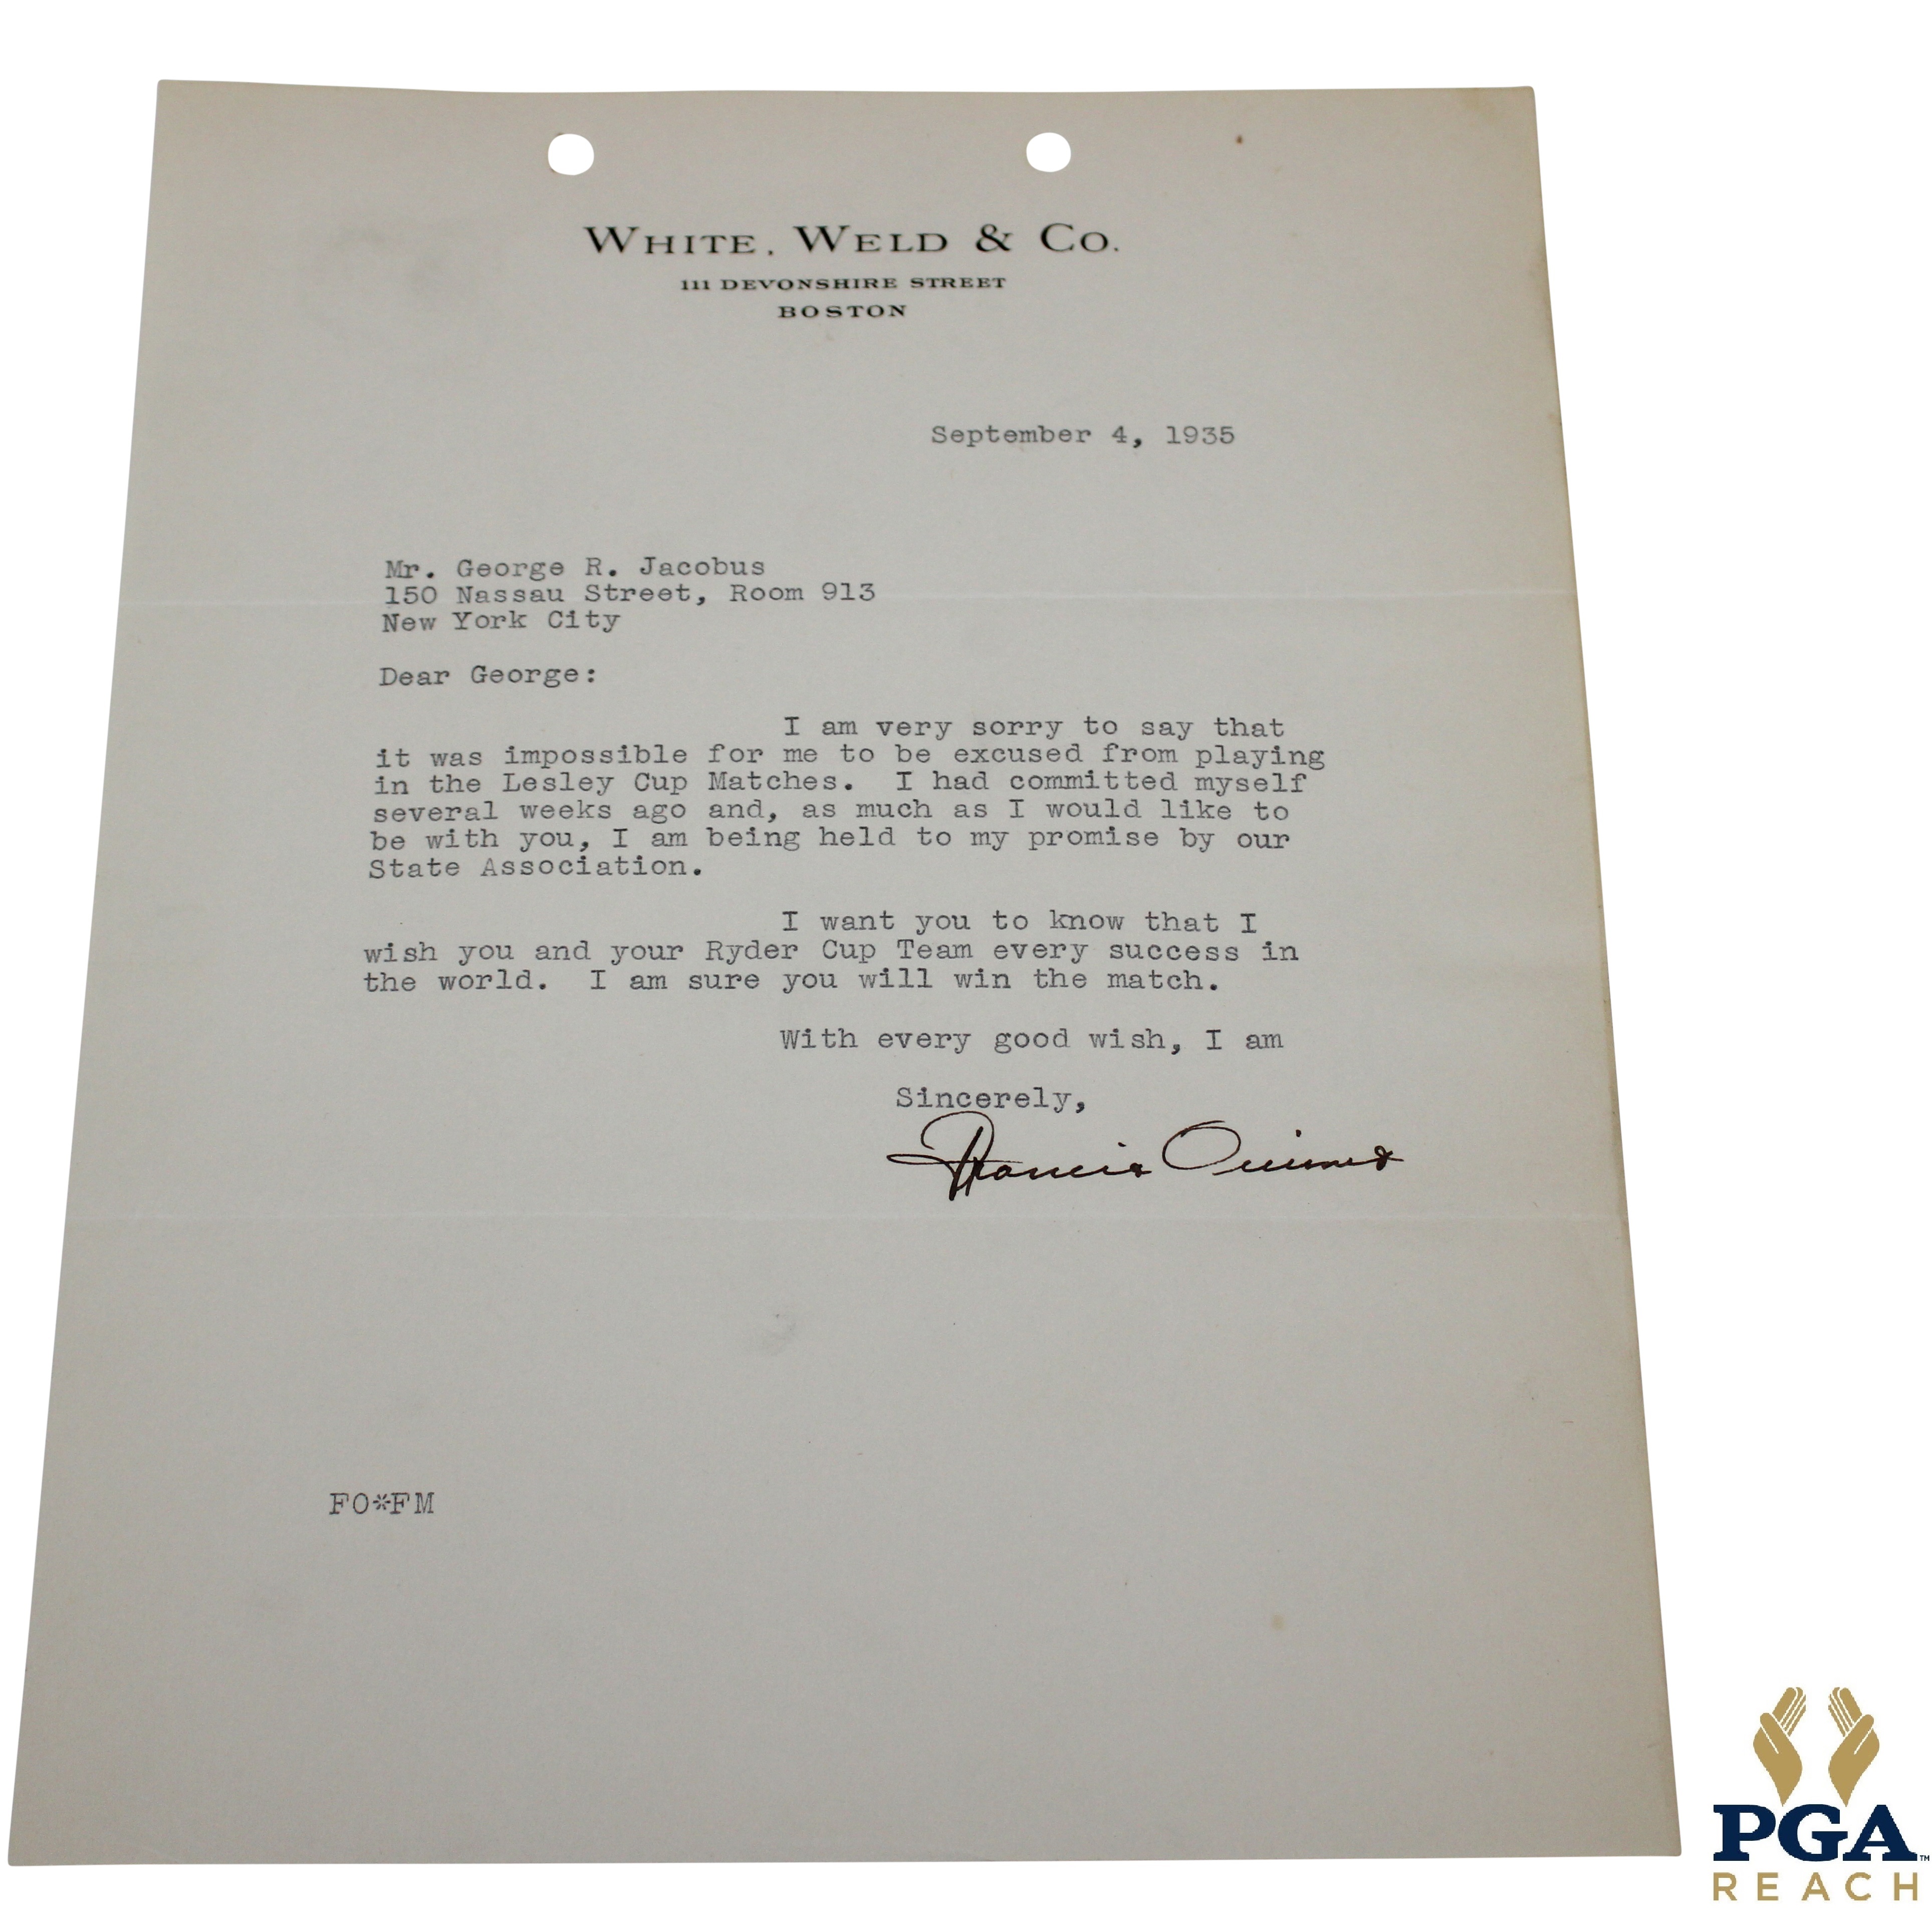 WHITE, WELD & CO.
111 DEVONSHIRE STREET
BOSTON
September 4, 1935
Mr. George R. Jacobus
150 Nassau Street, Room 913
New York City
Dear George:
I am very sorry to say that
it was impossible for me to be excused from playing
in the Lesley Cup Matches. I had committed myself
several weeks ago and, as much as I would like to
be with you, I am being held to my promise by our
State Association.
I want you to know that I
wish you and your Ryder Cup Team every success in
the world. I am sure you will win the match.
With every good wish, I am
Sincerely,
Francis Ouimet
FO*FM
PGA™
REACH